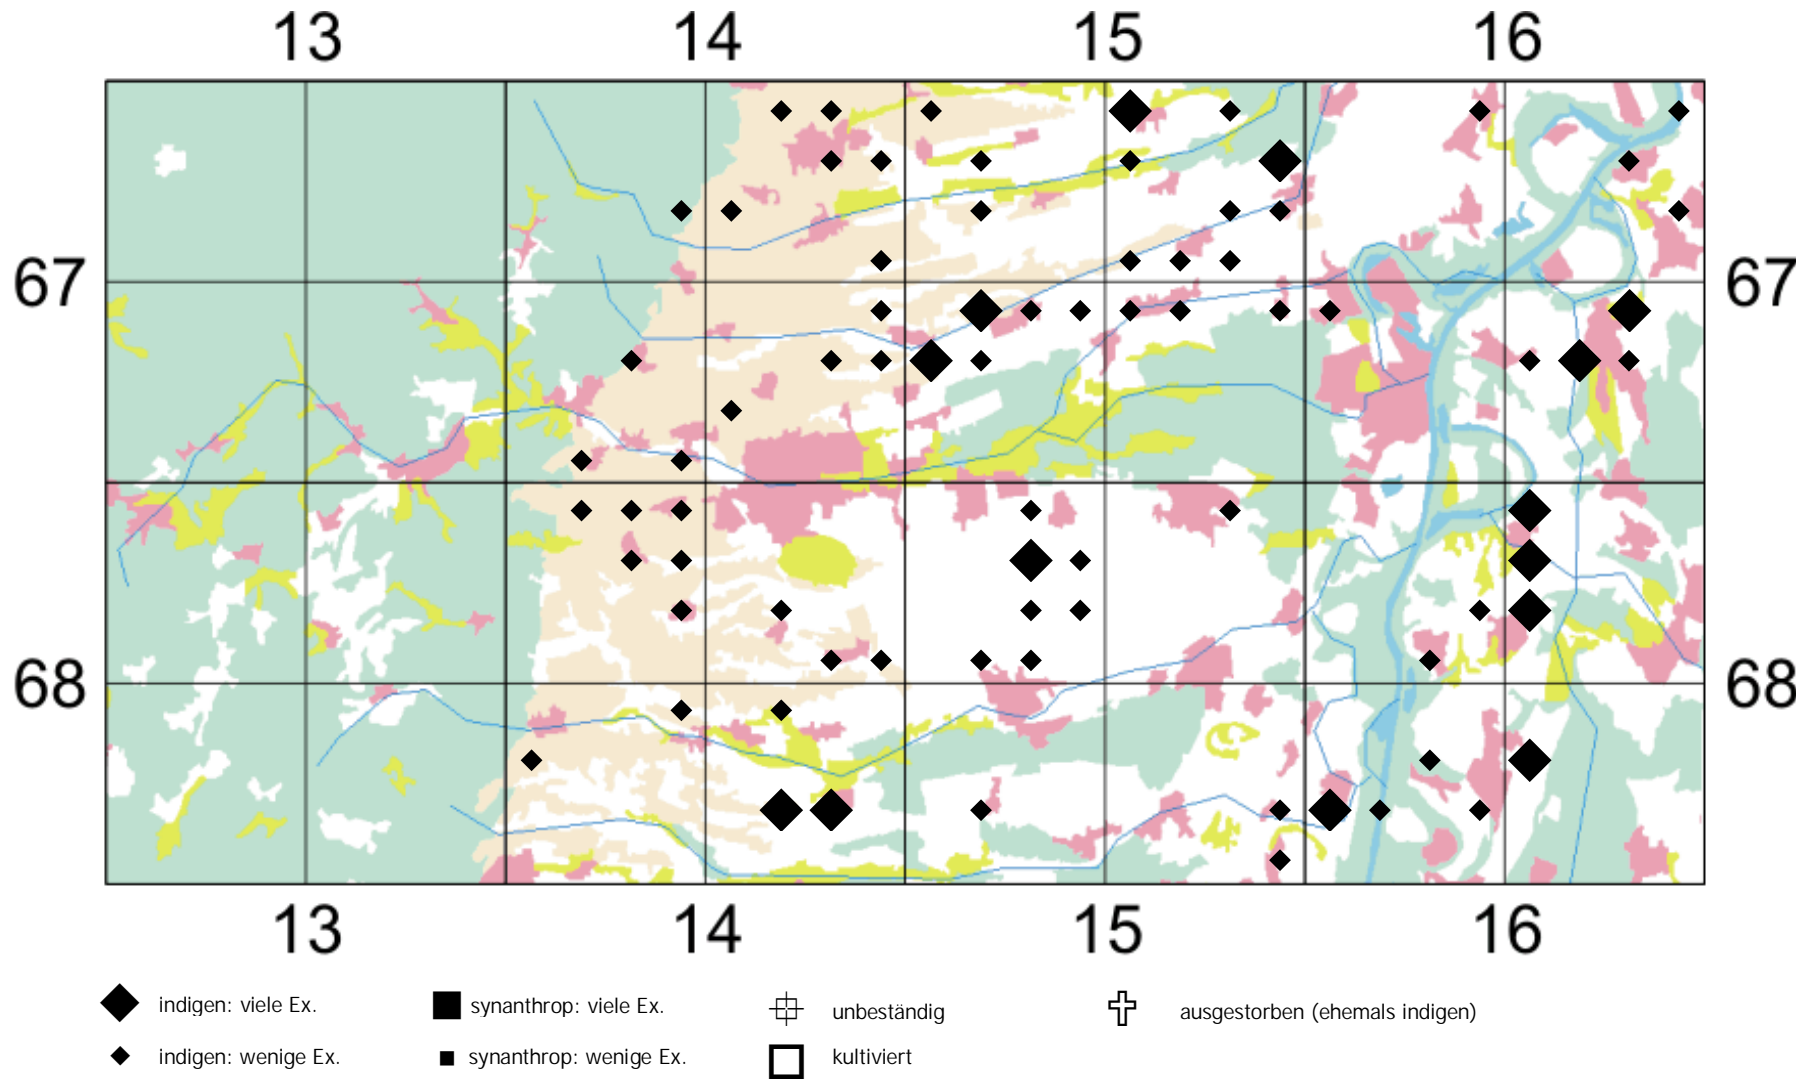 13 14 15 16
67 67
68 68
13 14 15 16
indigen: viele Ex. synanthrop: viele Ex. unbeständig ausgestorben (ehemals indigen)
indigen: wenige Ex. synanthrop: wenige Ex. kultiviert